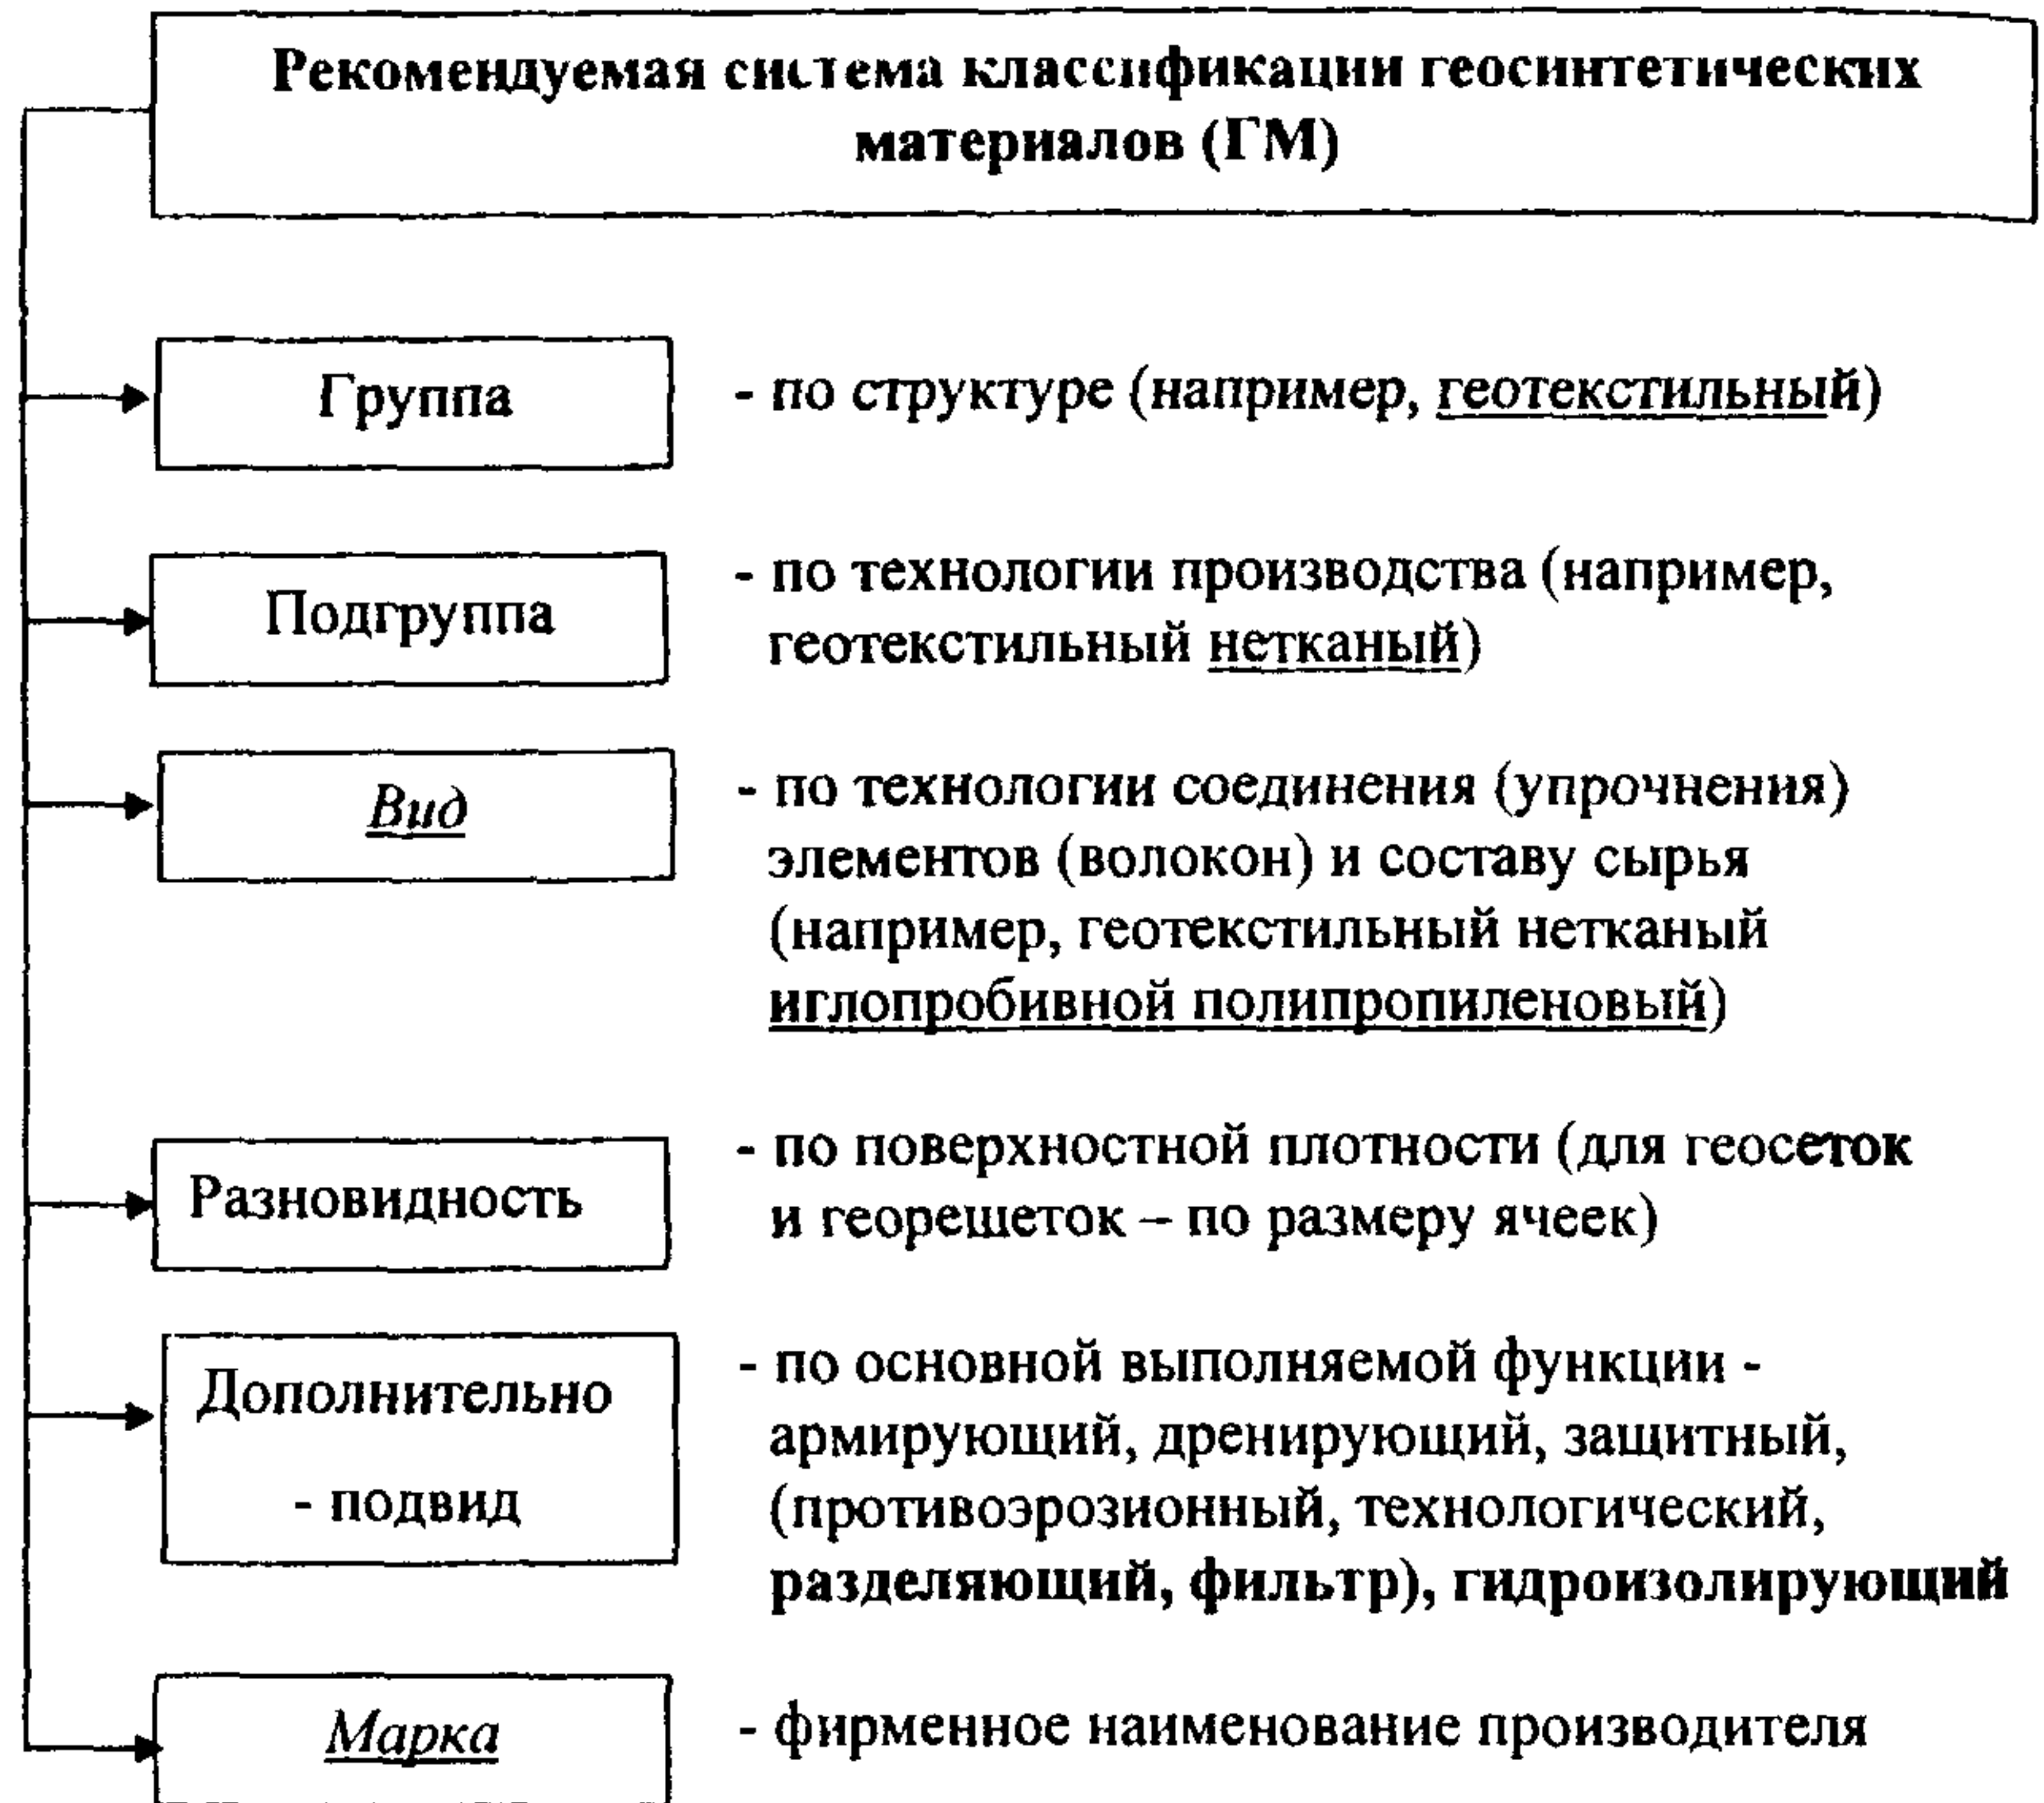 Рекомендуемая система классификации геосинтетических
материалов (ГМ)
Группа
- по структуре (например, геотекстильный)
Подгруппа
- по технологии производства (например,
геотекстильный нетканый)
Вид
- по технологии соединения (упрочнения)
элементов (волокон) и составу сырья
(например, геотекстильный нетканый
иглопробивной полипропиленовый)
Разновидность
- по поверхностной плотности (для геосеток
и георешеток – по размеру ячеек)
Дополнительно
- подвид
- по основной выполняемой функции -
армирующий, дренирующий, защитный,
(противоэрозионный, технологический,
разделяющий, фильтр), гидроизолирующий
Марка
- фирменное наименование производителя